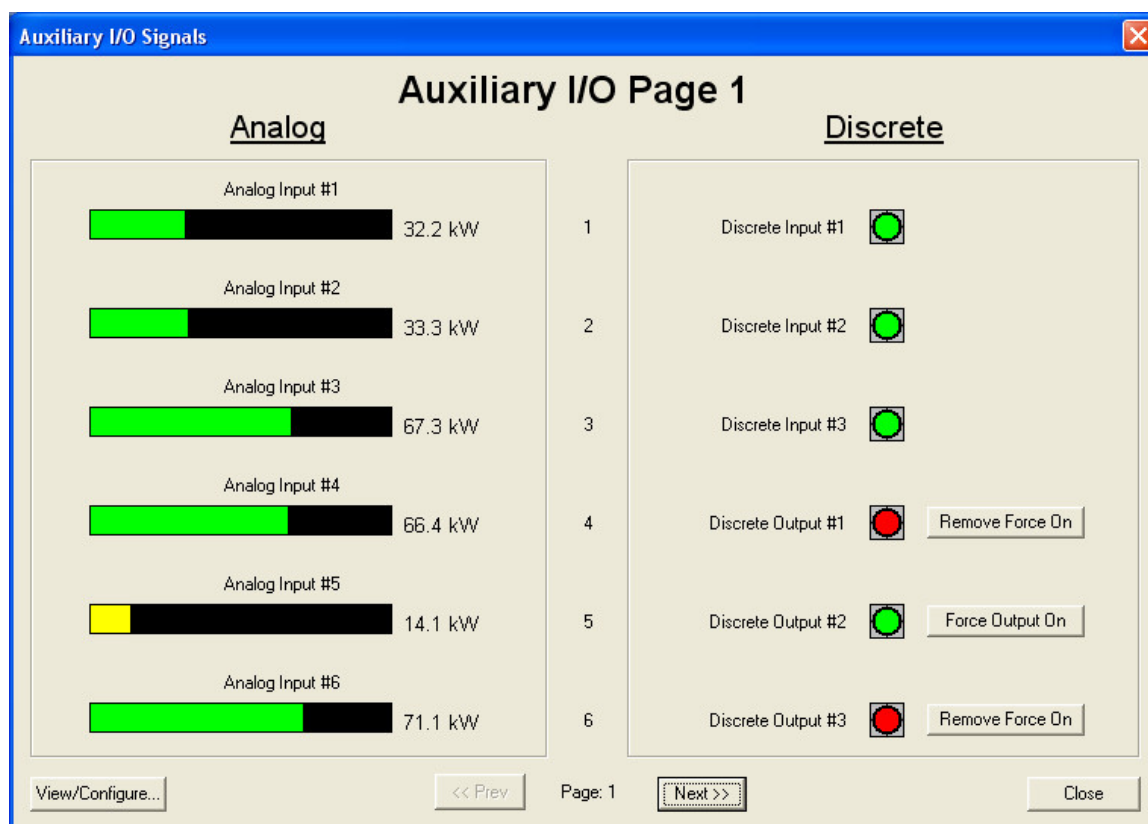 Auxiliary I/O Signals
Auxiliary I/O Page 1
Analog
Discrete
Analog Input #1
32.2 kW
1
Discrete Input #1
Analog Input #2
33.3 kW
2
Discrete Input #2
Analog Input #3
67.3 kW
3
Discrete Input #3
Analog Input #4
66.4 kW
4
Discrete Output #1
Remove Force On
Analog Input #5
14.1 kW
5
Discrete Output #2
Force Output On
Analog Input #6
71.1 kW
6
Discrete Output #3
Remove Force On
View/Configure...
<< Prev
Page: 1
Next >>
Close